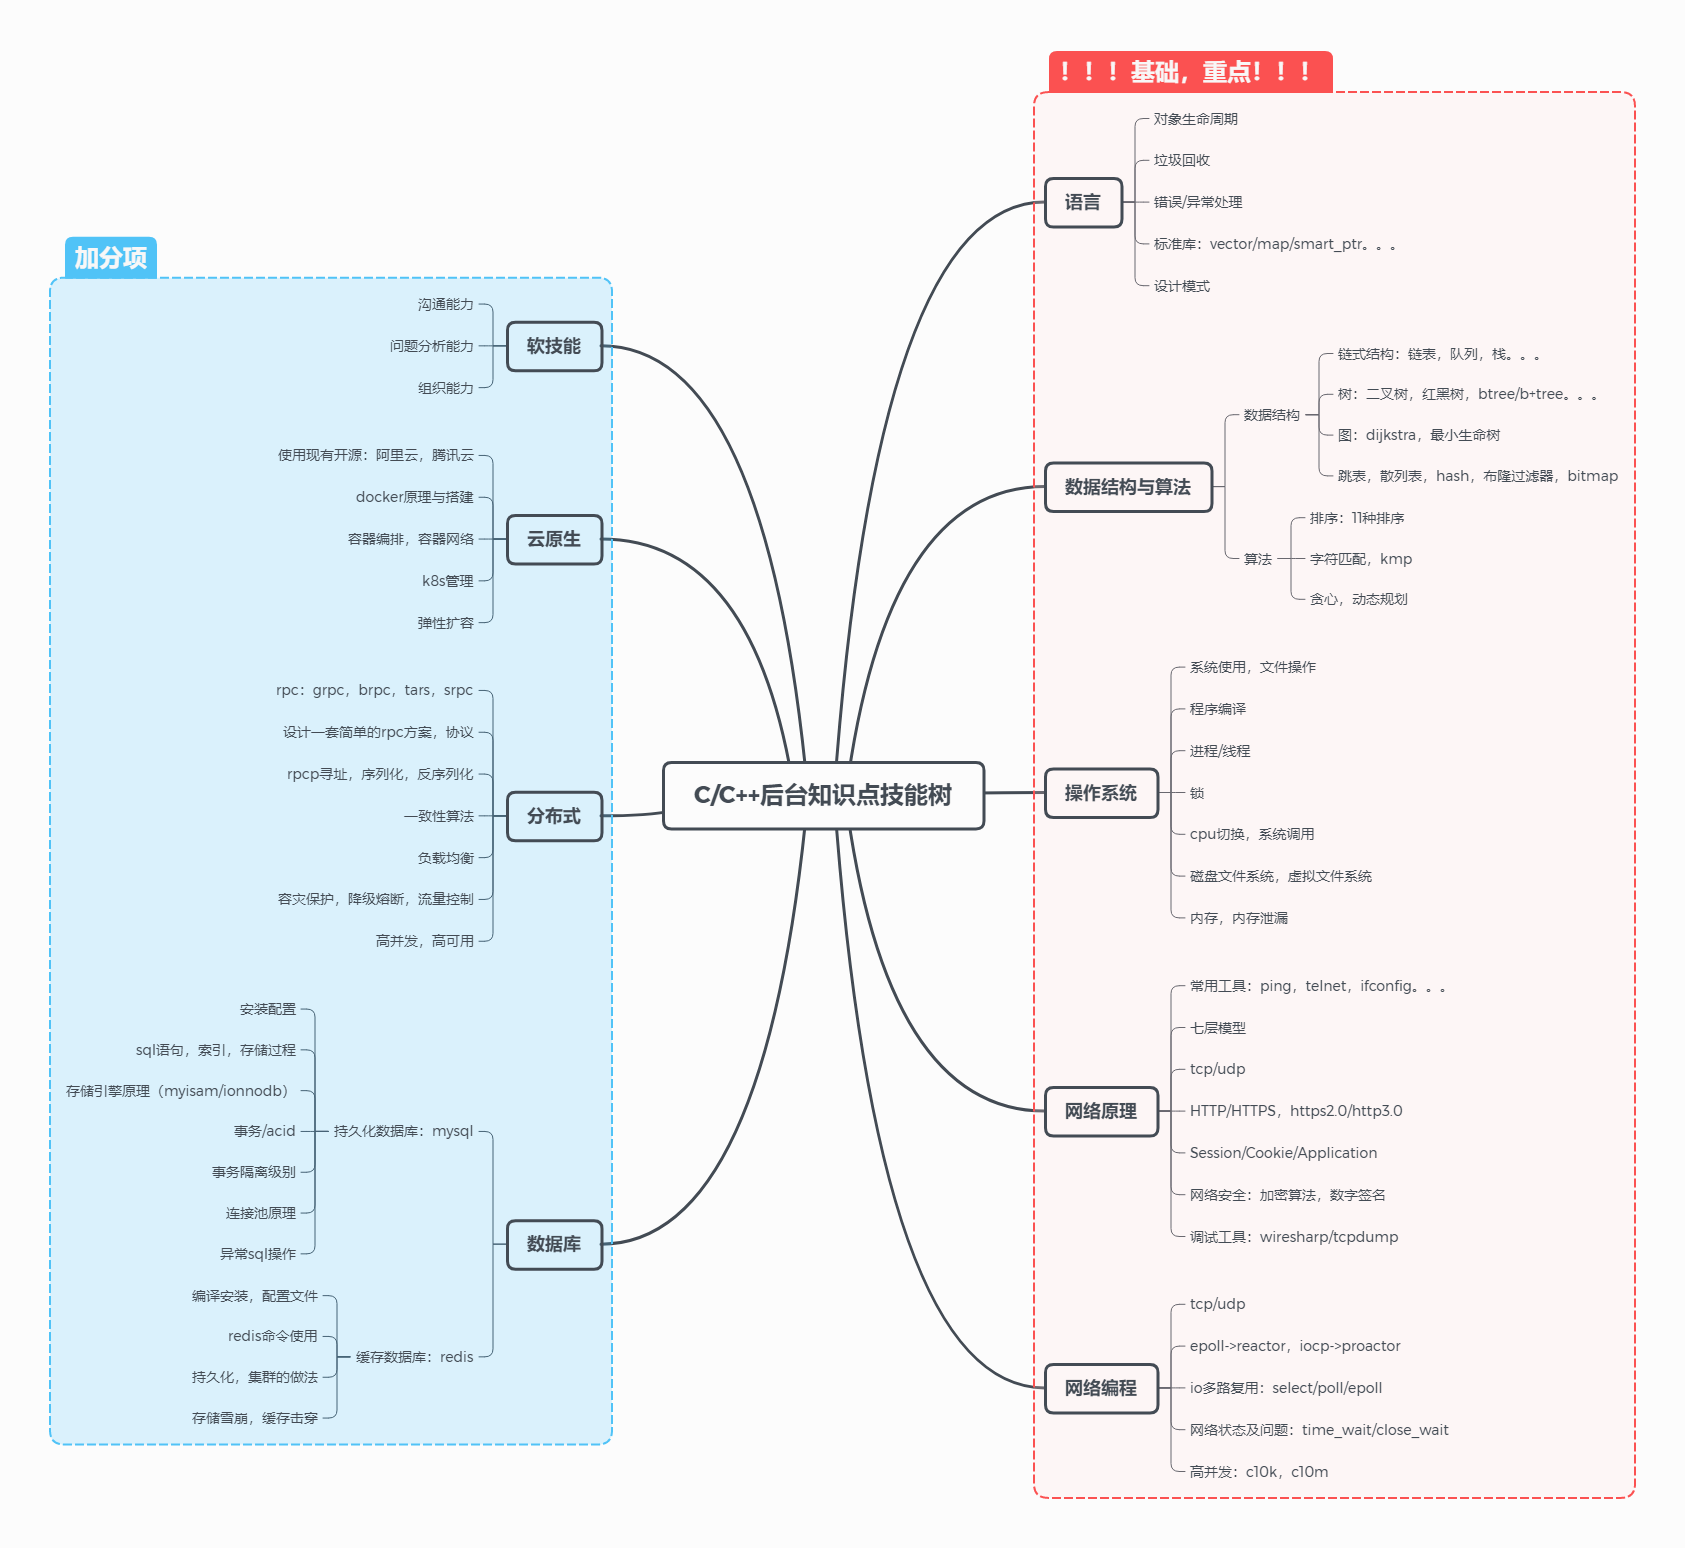 ！！！基础，重点！！！
语言
对象生命周期
垃圾回收
错误/异常处理
标准库：vector/map/smart_ptr。。。
设计模式
数据结构与算法
数据结构
链式结构：链表，队列，栈。。。
树：二叉树，红黑树，btree/b+tree。。。
图：dijkstra，最小生命树
跳表，散列表，hash，布隆过滤器，bitmap
算法
排序：11种排序
字符匹配，kmp
贪心，动态规划
操作系统
系统使用，文件操作
程序编译
进程/线程
锁
cpu切换，系统调用
磁盘文件系统，虚拟文件系统
内存，内存泄漏
网络原理
常用工具：ping，telnet，ifconfig。。。
七层模型
tcp/udp
HTTP/HTTPS，https2.0/http3.0
Session/Cookie/Application
网络安全：加密算法，数字签名
调试工具：wiresharp/tcpdump
网络编程
tcp/udp
epoll->reactor，iocp->proactor
io多路复用：select/poll/epoll
网络状态及问题：time_wait/close_wait
高并发：c10k，c10m
C/C++后台知识点技能树
加分项
软技能
沟通能力
问题分析能力
组织能力
云原生
使用现有开源：阿里云，腾讯云
docker原理与搭建
容器编排，容器网络
k8s管理
弹性扩容
分布式
rpc：grpc，brpc，tars，srpc
设计一套简单的rpc方案，协议
rpcp寻址，序列化，反序列化
一致性算法
负载均衡
容灾保护，降级熔断，流量控制
高并发，高可用
数据库
持久化数据库：mysql
安装配置
sql语句，索引，存储过程
存储引擎原理（myisam/ionnodb）
事务/acid
事务隔离级别
连接池原理
异常sql操作
缓存数据库：redis
编译安装，配置文件
redis命令使用
持久化，集群的做法
存储雪崩，缓存击穿